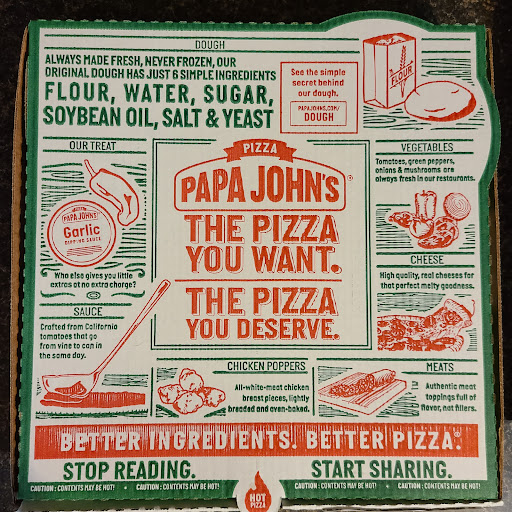 DOUGH
ALWAYS MADE FRESH, NEVER FROZEN, OUR
ORIGINAL DOUGH HAS JUST 6 SIMPLE INGREDIENTS
FLOUR, WATER, SUGAR,
SOYBEAN OIL, SALT & YEAST
See the simple
secret behind
our dough.
PAPAJOHNS.COM/
DOUGH
FLOUR
OUR TREAT
PAPA JOHNS
Garlic
DIPPING SAUCE
Who else gives you little
extras at no extra charge?
SAUCE
Crafted from California
tomatoes that go
from vine to can in
the same day.
PIZZA
PAPA JOHN'S®
THE PIZZA
YOU WANT.
THE PIZZA
YOU DESERVE.
VEGETABLES
Tomatoes, green peppers,
onions & mushrooms are
always fresh in our restaurants.
CHEESE
High quality, real cheeses for
that perfect melty goodness.
CHICKEN POPPERS
All-white-meat chicken
breast pieces, lightly
breaded and oven-baked.
MEATS
Authentic meat
toppings full of
flavor, not fillers.
BETTER INGREDIENTS. BETTER PIZZA.®
STOP READING. START SHARING.
CAUTION: CONTENTS MAY BE HOT! • CAUTION: CONTENTS MAY BE HOT!
HOT
PIZZA
CAUTION: CONTENTS MAY BE HOT! • CAUTION: CONTENTS MAY BE HOT!